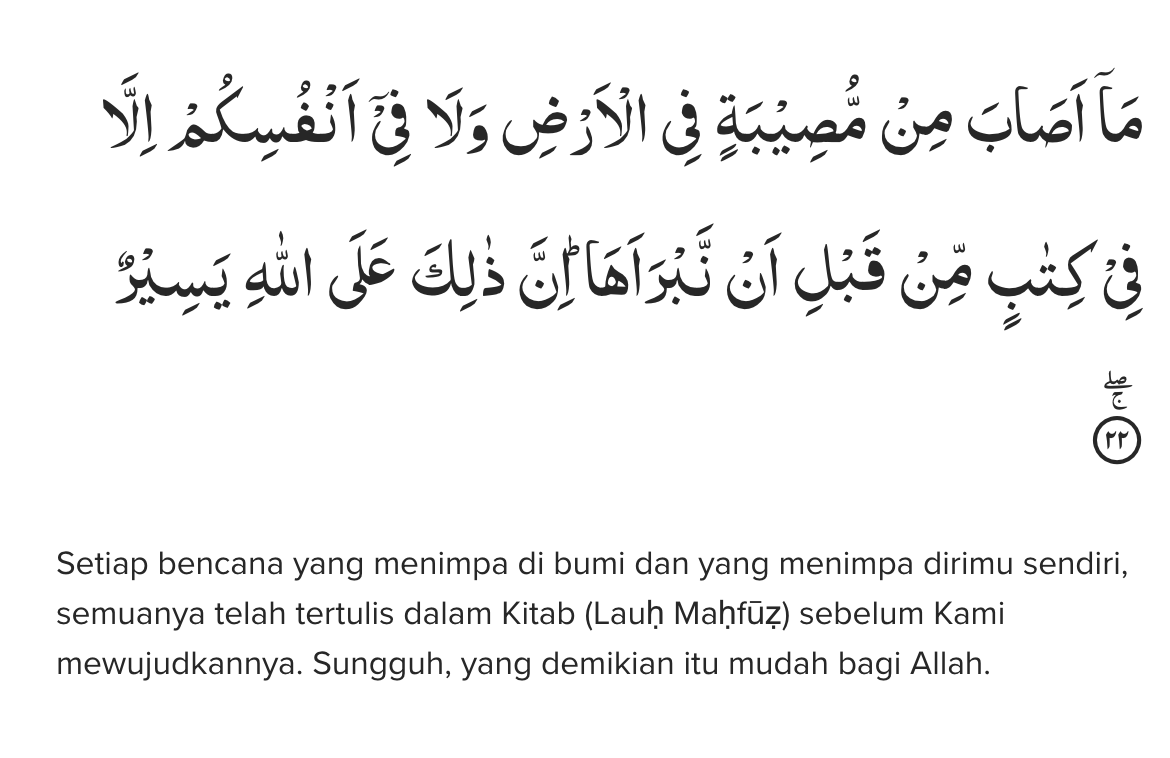 مَآ اَصَابَ مِنْ مُّصِيْبَةٍ فِى الْاَرْضِ وَلَا فِيْٓ اَنْفُسِكُمْ اِلَّا
فِيْ كِتٰبٍ مِّنْ قَبْلِ اَنْ نَّبْرَاَهَا ۗاِنَّ ذٰلِكَ عَلَى اللّٰهِ يَسِيْرٌ
ۖۚ
٢٢
Setiap bencana yang menimpa di bumi dan yang menimpa dirimu sendiri,
semuanya telah tertulis dalam Kitab (Lauḥ Maḥfūẓ) sebelum Kami
mewujudkannya. Sungguh, yang demikian itu mudah bagi Allah.